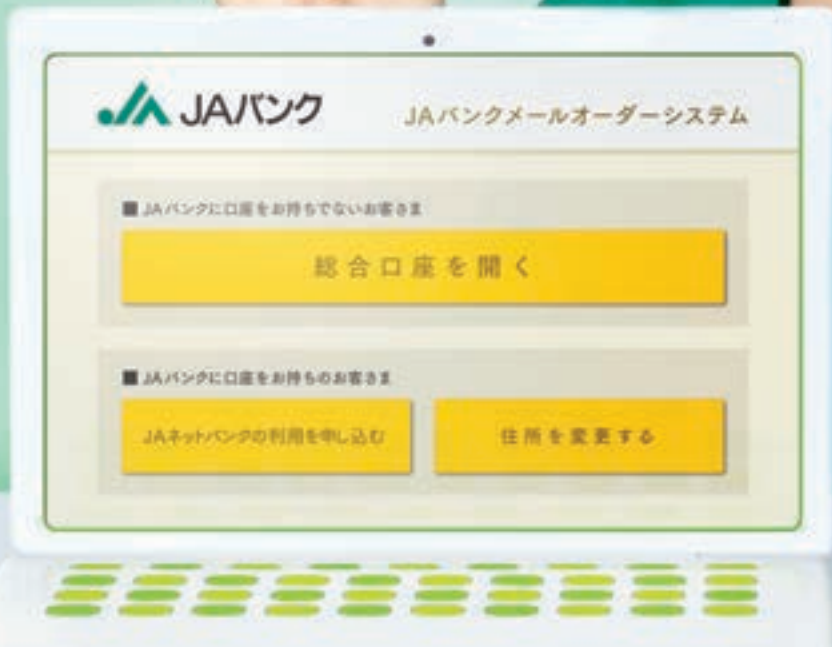 JAバンク
JAバンクメールオーダーシステム
■ JAバンクに口座をお持ちでないお客さま
総合口座を開く
■ JAバンクに口座をお持ちのお客さま
JAネットバンクの利用を申し込む
住所を変更する